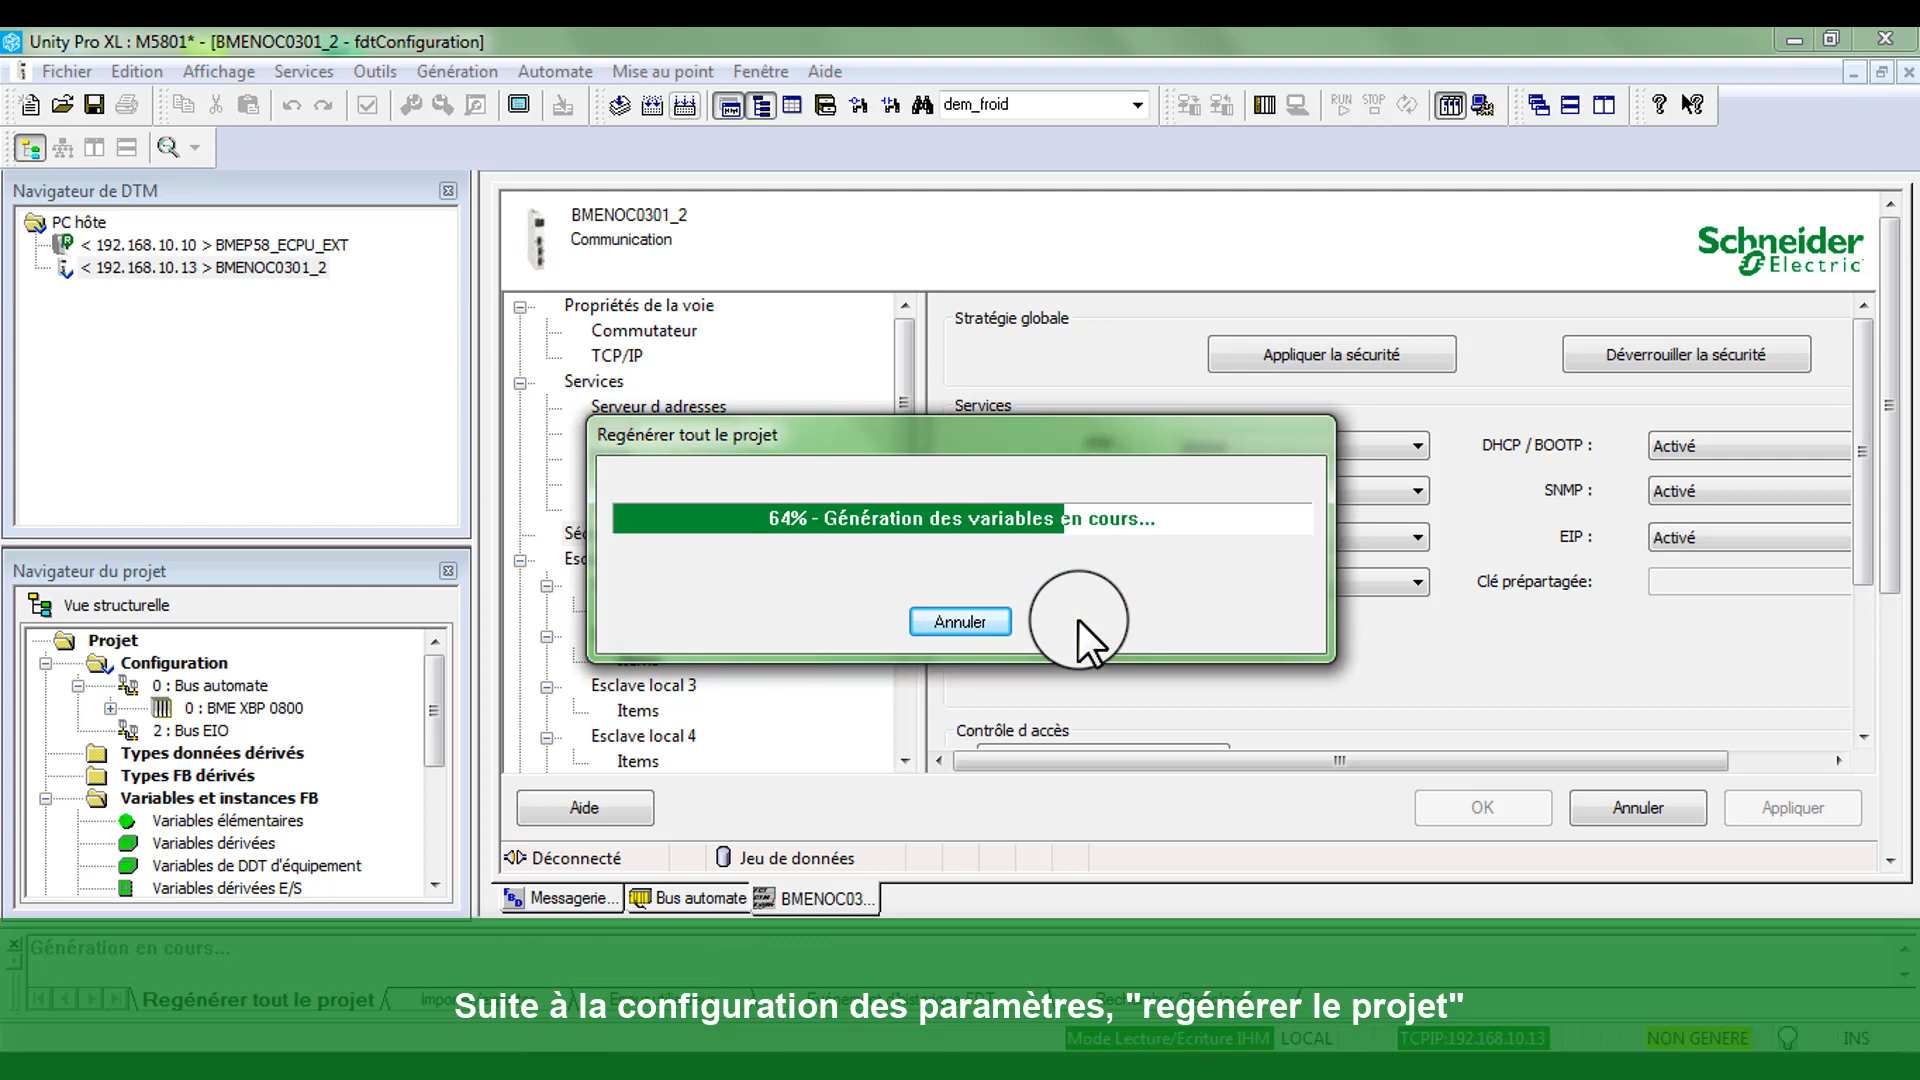 Unity Pro XL : M5801* - [BMENOC0301_2 - fdtConfiguration]
Fichier Edition Affichage Services Outils Génération Automate Mise au point Fenêtre Aide
dem_froid
RUN STOP
Navigateur de DTM
PC hôte
< 192.168.10.10 > BMEP58_ECPU_EXT
< 192.168.10.13 > BMENOC0301_2
Navigateur du projet
Vue structurelle
Projet
Configuration
0 : Bus automate
0 : BME XBP 0800
2 : Bus EIO
Types données dérivés
Types FB dérivés
Variables et instances FB
Variables élémentaires
Variables dérivées
Variables de DDT d'équipement
Variables dérivées E/S
BMENOC0301_2
Communication
Schneider
Electric
Propriétés de la voie
Commutateur
TCP/IP
Services
Serveur d adresses
Esclave local 3
Items
Esclave local 4
Items
Stratégie globale
Appliquer la sécurité Déverrouiller la sécurité
Services
DHCP / BOOTP : Activé
SNMP : Activé
EIP : Activé
Clé prépartagée:
Contrôle d accès
Regénérer tout le projet
64% - Génération des variables en cours...
Annuler
Aide OK Annuler Appliquer
Déconnecté Jeu de données
Messagerie... Bus automate BMENOC03...
Génération en cours...
Regénérer tout le projet
Suite à la configuration des paramètres, "regénérer le projet"
Mode Lecture/Ecriture IHM LOCAL TCPIP:192.168.10.13 NON GENERE INS